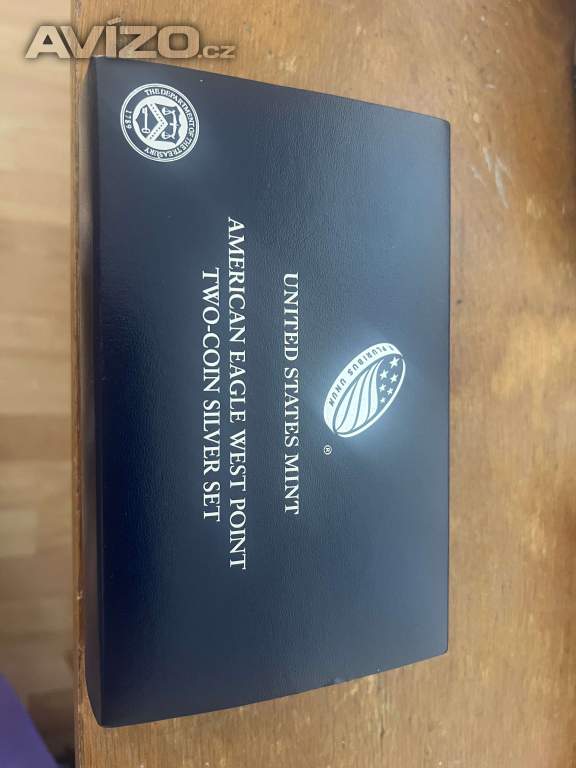 AVÍZO.cz
E PLURIBUS UNUM
®
UNITED STATES MINT
AMERICAN EAGLE WEST POINT
TWO-COIN SILVER SET
THE DEPARTMENT OF THE TREASURY
1789